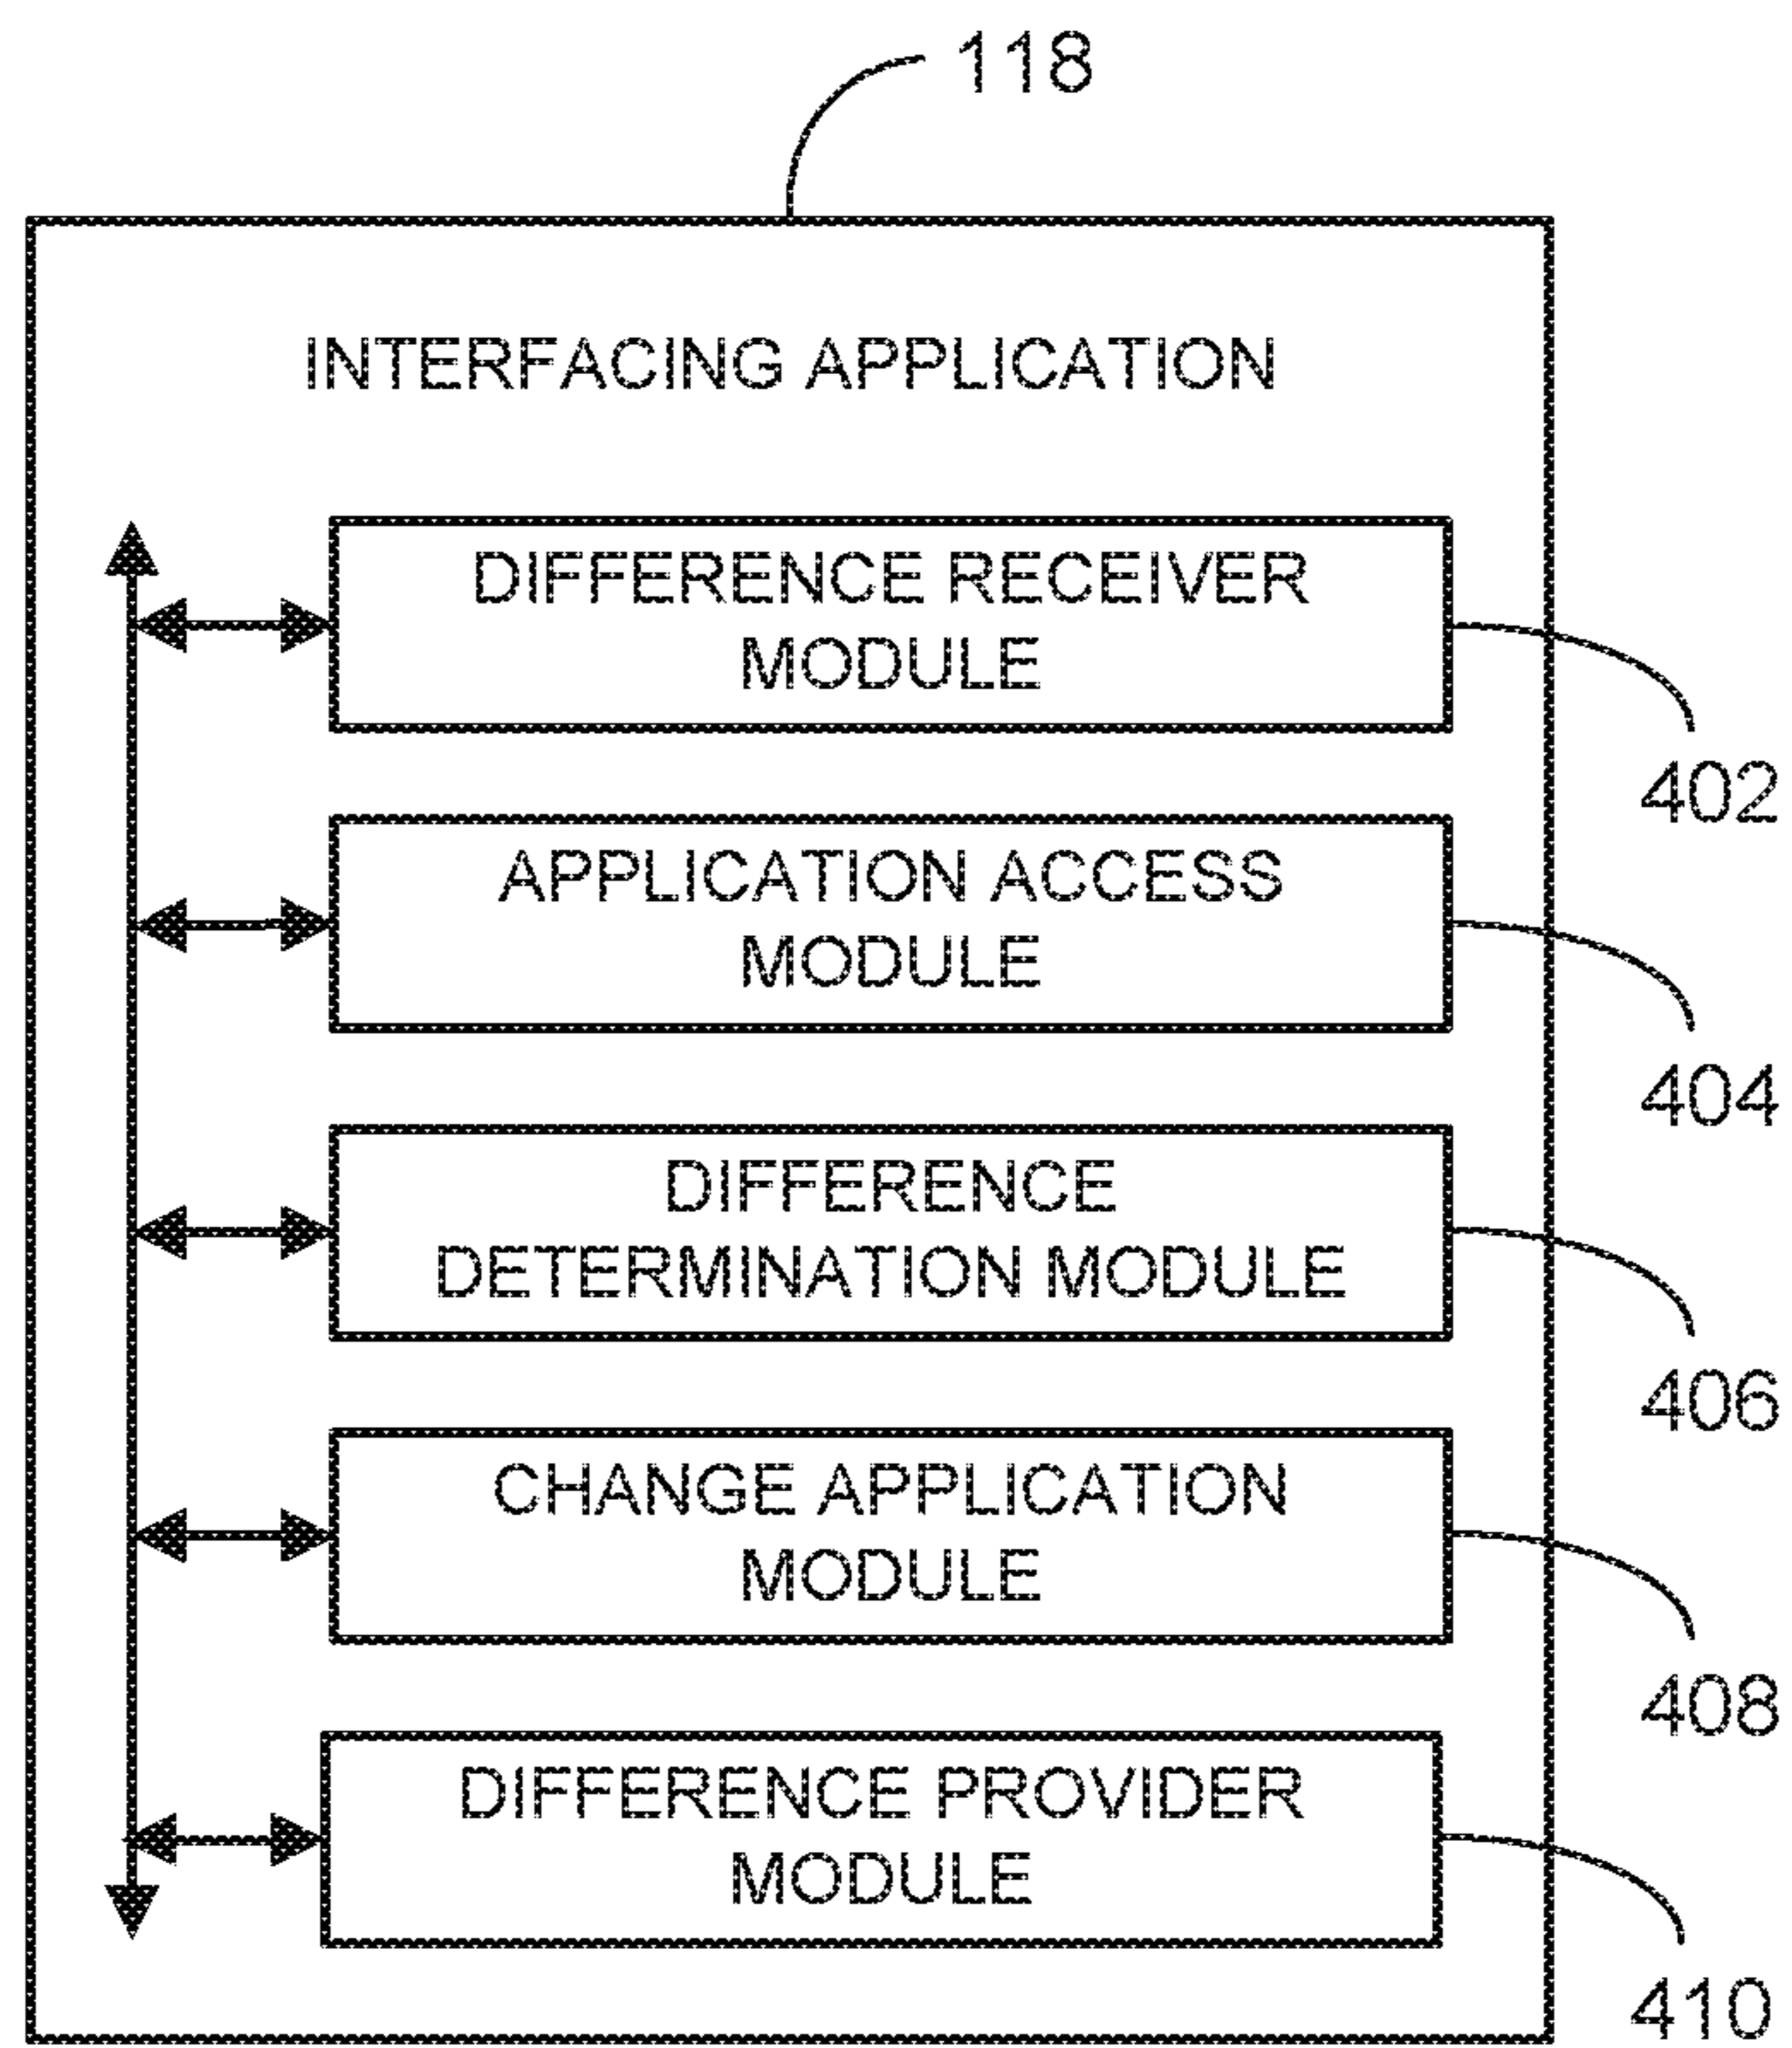 118
INTERFACING APPLICATION
DIFFERENCE RECEIVER
MODULE
402
APPLICATION ACCESS
MODULE
404
DIFFERENCE
DETERMINATION MODULE
406
CHANGE APPLICATION
MODULE
408
DIFFERENCE PROVIDER
MODULE
410